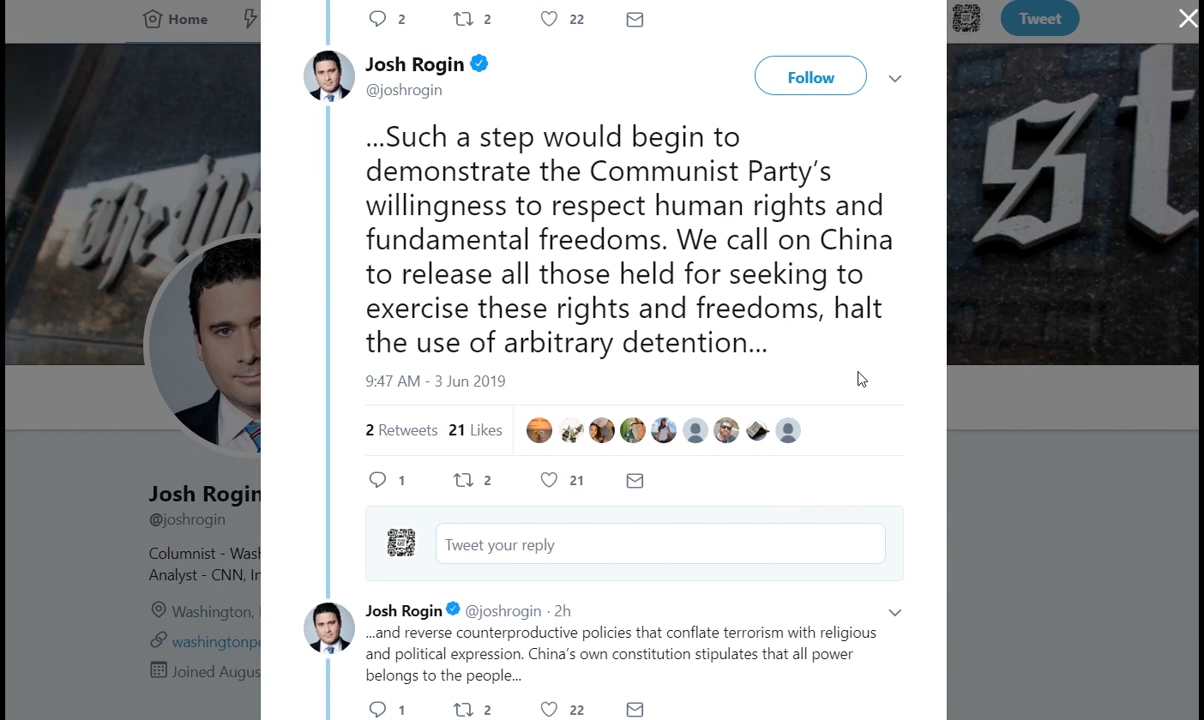 Home
Tweet
2 2 22
Josh Rogin
@joshrogin
Follow
...Such a step would begin to
demonstrate the Communist Party's
willingness to respect human rights and
fundamental freedoms. We call on China
to release all those held for seeking to
exercise these rights and freedoms, halt
the use of arbitrary detention...
9:47 AM - 3 Jun 2019
2 Retweets 21 Likes
1 2 21
Tweet your reply
Josh Rogin @joshrogin · 2h
...and reverse counterproductive policies that conflate terrorism with religious
and political expression. China's own constitution stipulates that all power
belongs to the people...
1 2 22
The
st
Josh Rogin
@joshrogin
Columnist - Was
Analyst - CNN, In
Washington,
washingtonp
Joined Augus